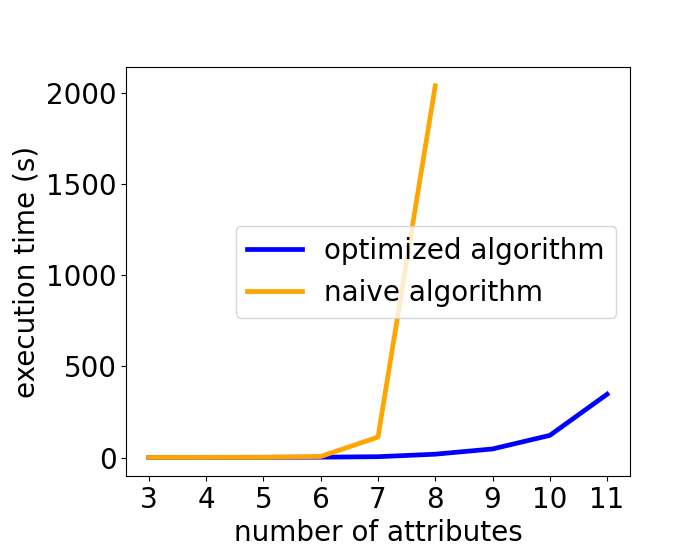 2000
1500
1000
500
0
execution time (s)
optimized algorithm
naive algorithm
3 4 5 6 7 8 9 10 11
number of attributes